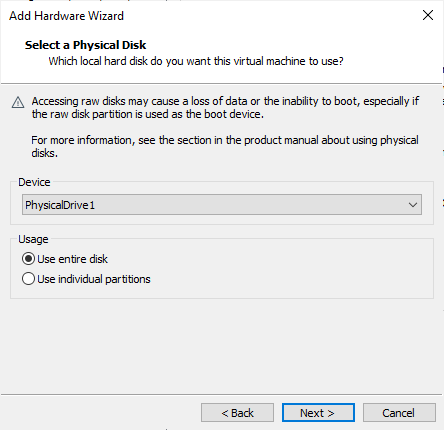 Add Hardware Wizard
Select a Physical Disk
Which local hard disk do you want this virtual machine to use?
Accessing raw disks may cause a loss of data or the inability to boot, especially if
the raw disk partition is used as the boot device.
For more information, see the section in the product manual about using physical
disks.
Device
PhysicalDrive1
Usage
Use entire disk
Use individual partitions
< Back
Next >
Cancel